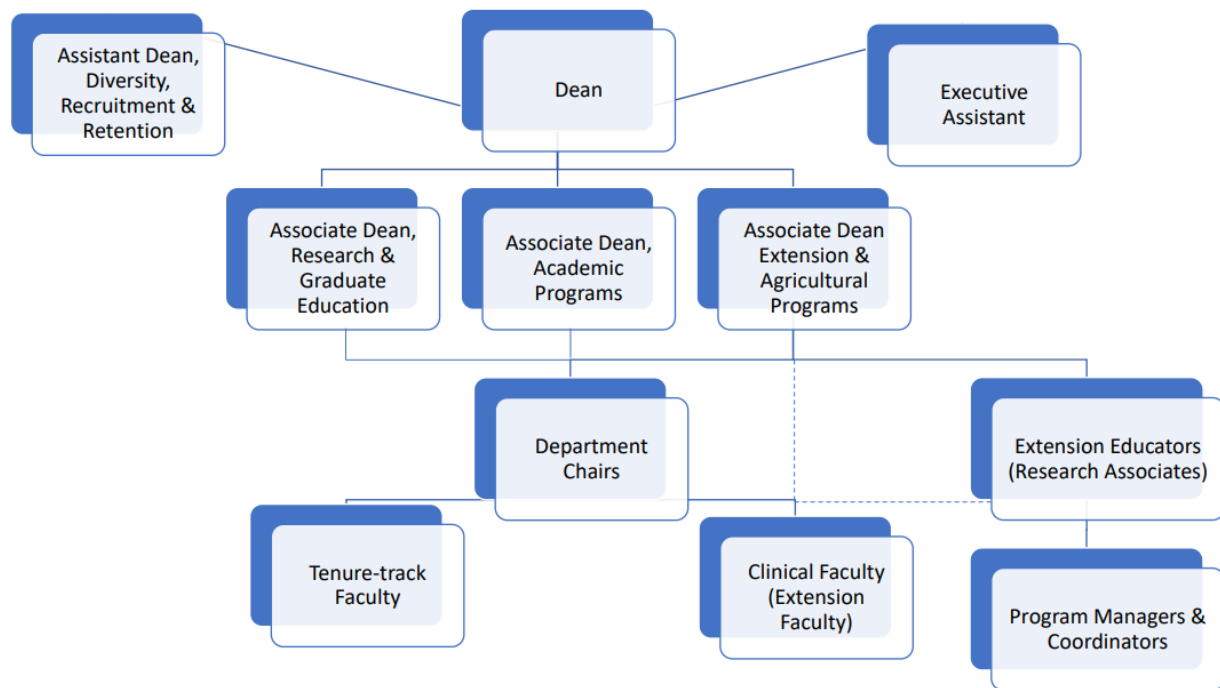 Assistant Dean,
Diversity,
Recruitment &
Retention
Dean
Executive
Assistant
Associate Dean,
Research &
Graduate
Education
Associate Dean,
Academic
Programs
Associate Dean
Extension &
Agricultural
Programs
Department
Chairs
Extension Educators
(Research Associates)
Tenure-track
Faculty
Clinical Faculty
(Extension
Faculty)
Program Managers &
Coordinators